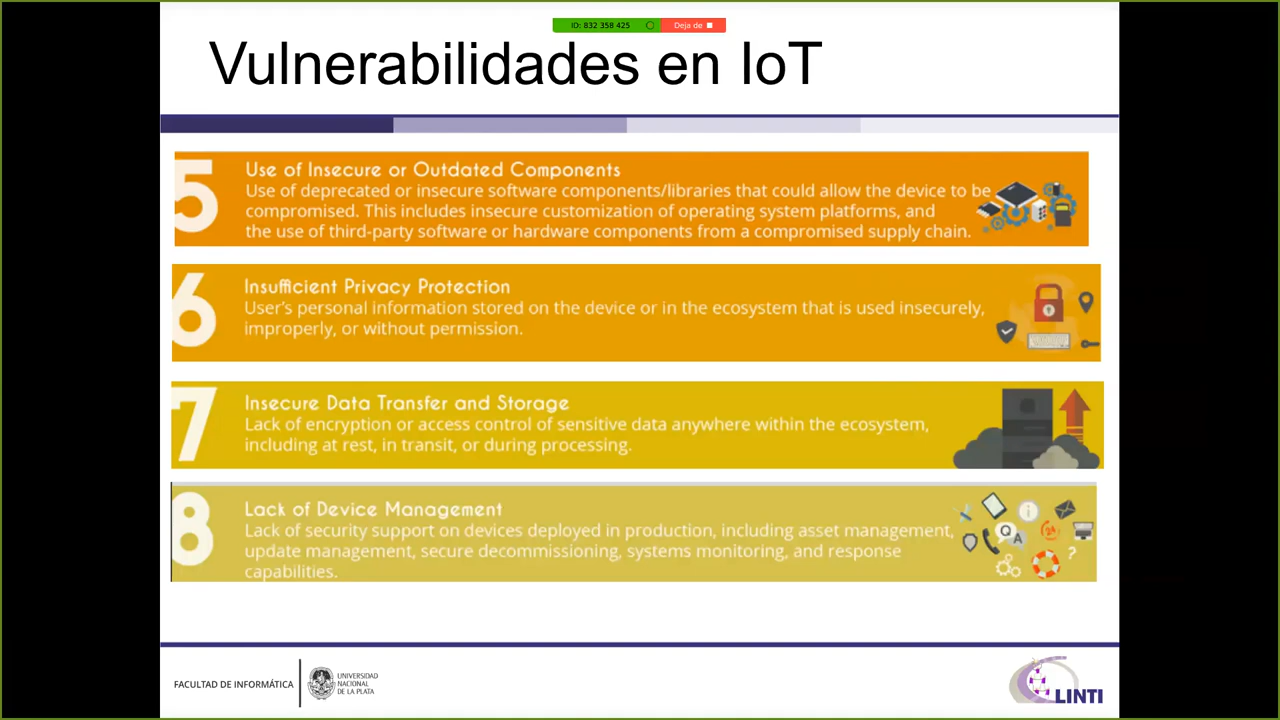 ID: 832 358 425 Deja de
Vulnerabilidades en IoT
5
Use of Insecure or Outdated Components
Use of deprecated or insecure software components/libraries that could allow the device to be
compromised. This includes insecure customization of operating system platforms, and
the use of third-party software or hardware components from a compromised supply chain.
6
Insufficient Privacy Protection
User's personal information stored on the device or in the ecosystem that is used insecurely,
improperly, or without permission.
7
Insecure Data Transfer and Storage
Lack of encryption or access control of sensitive data anywhere within the ecosystem,
including at rest, in transit, or during processing.
8
Lack of Device Management
Lack of security support on devices deployed in production, including asset management,
update management, secure decommissioning, systems monitoring, and response
capabilities.
Q
A
24
?
FACULTAD DE INFORMÁTICA
UNIVERSIDAD
NACIONAL
DE LA PLATA
LINTI